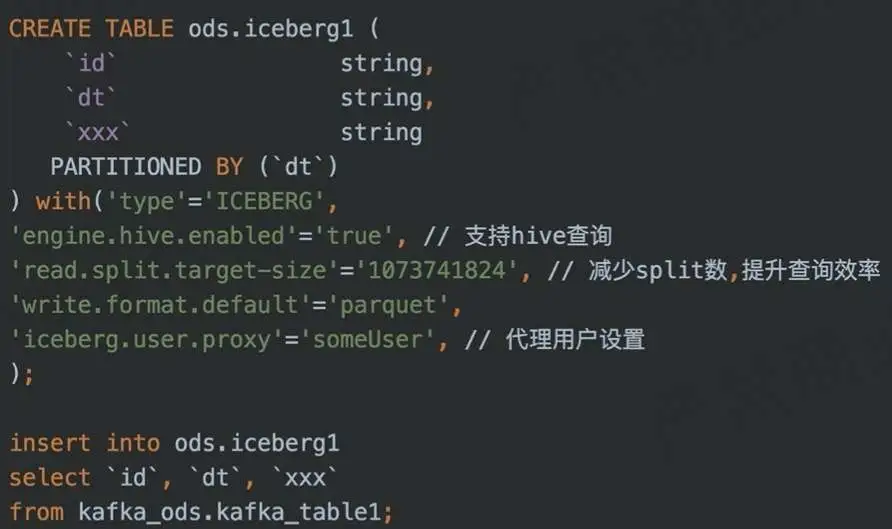 CREATE TABLE ods.iceberg1 (
`id` string,
`dt` string,
`xxx` string
PARTITIONED BY (`dt`)
) with('type'='ICEBERG',
'engine.hive.enabled'='true', // 支持hive查询
'read.split.target-size'='1073741824', // 减少split数,提升查询效率
'write.format.default'='parquet',
'iceberg.user.proxy'='someUser', // 代理用户设置
);
insert into ods.iceberg1
select `id`, `dt`, `xxx`
from kafka_ods.kafka_table1;